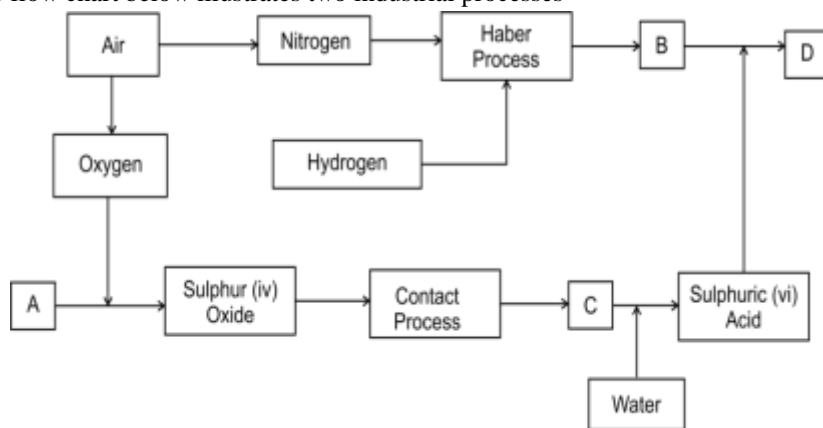 flow chart below illustrates two industrial processes
Air
Nitrogen
Haber
Process
B
D
Oxygen
Hydrogen
A
Sulphur (iv)
Oxide
Contact
Process
C
Sulphuric (vi)
Acid
Water